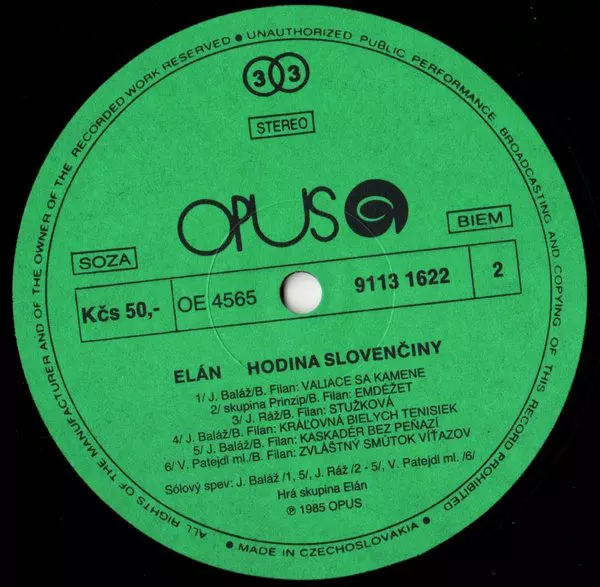 ALL RIGHTS OF THE MANUFACTURER AND OF THE OWNER OF THE RECORDED WORK RESERVED ● UNAUTHORIZED PUBLIC PERFORMANCE BROADCASTING AND COPYING OF THIS RECORD PROHIBITED
33
STEREO
OPUS
SOZA
BIEM
Kčs 50,- OE 4565 9113 1622 2
ELÁN HODINA SLOVENČINY
1/ J. Baláž/B. Filan: VALIACE SA KAMENE
2/ skupina Prinzip/B. Filan: EMDÉŽET
3/ J. Ráž/B. Filan: STUŽKOVÁ
4/ J. Baláž/B. Filan: KRÁĽOVNÁ BIELYCH TENISIEK
5/ J. Baláž/B. Filan: KASKADÉR BEZ PEŇAZÍ
6/ V. Patejdl ml./B. Filan: ZVLÁŠTNY SMÚTOK VÍŤAZOV
Sólový spev: J. Baláž /1, 5/, J. Ráž /2 - 5/, V. Patejdl ml. /6/
Hrá skupina Elán
℗ 1985 OPUS
● MADE IN CZECHOSLOVAKIA ●